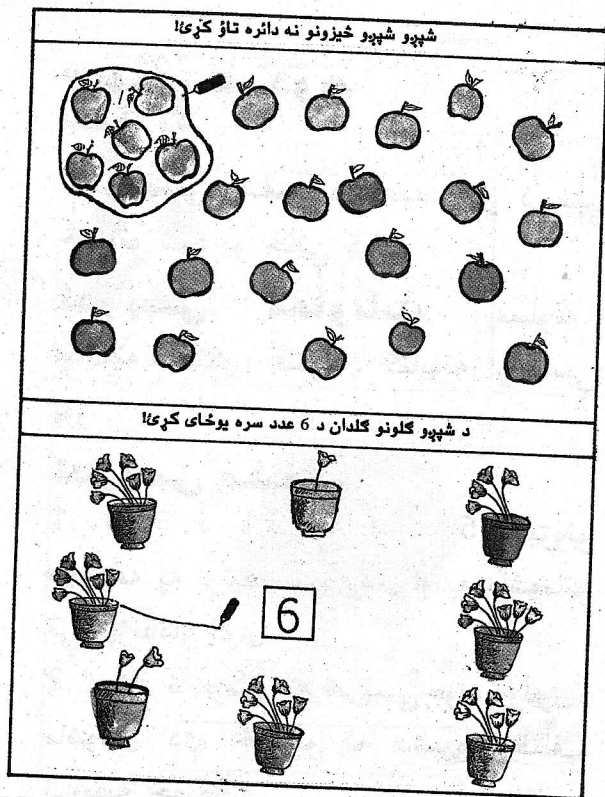 شپږو شپږو څیزونو نه دائره تاؤ کړئ!
د شپږو ګلونو ګلدان د 6 عدد سره یوځای کړئ!
6